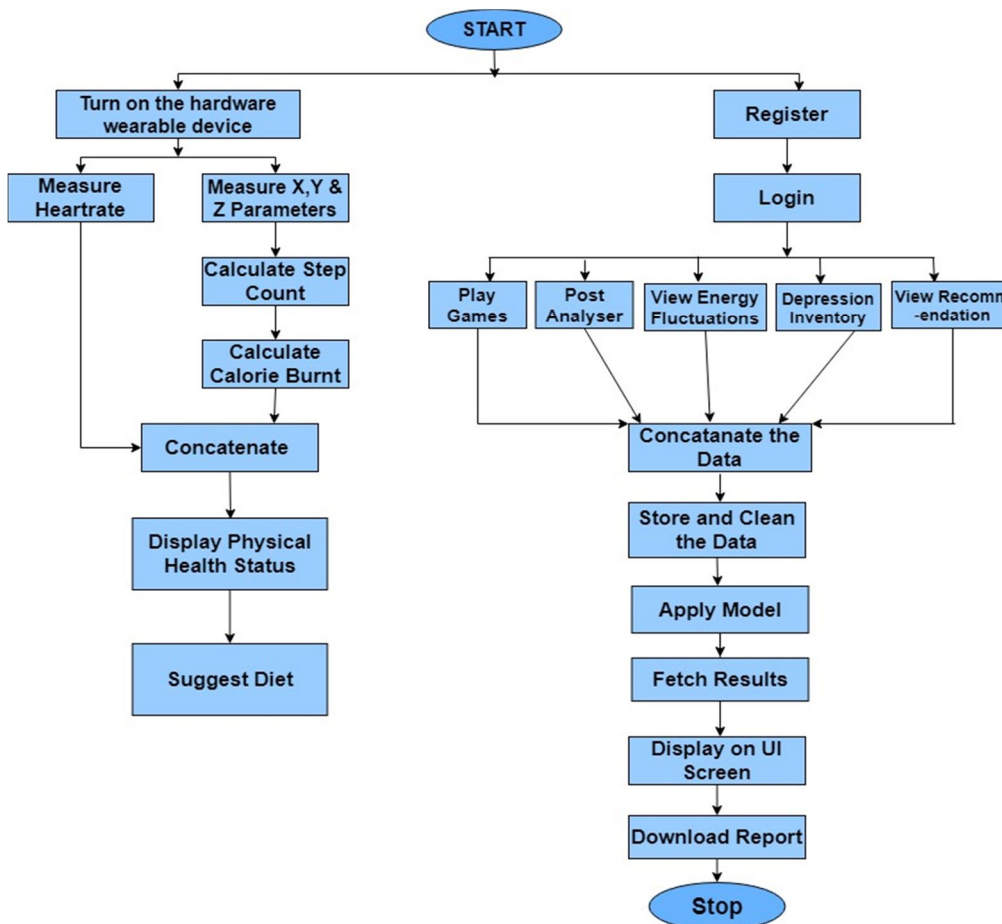 START
Turn on the hardware
wearable device
Register
Measure
Heartrate
Measure X,Y &
Z Parameters
Login
Calculate Step
Count
Play
Games
Post
Analyser
View Energy
Fluctuations
Depression
Inventory
View Recomm
-endation
Calculate
Calorie Burnt
Concatenate
Concatanate the
Data
Display Physical
Health Status
Store and Clean
the Data
Apply Model
Suggest Diet
Fetch Results
Display on UI
Screen
Download Report
Stop